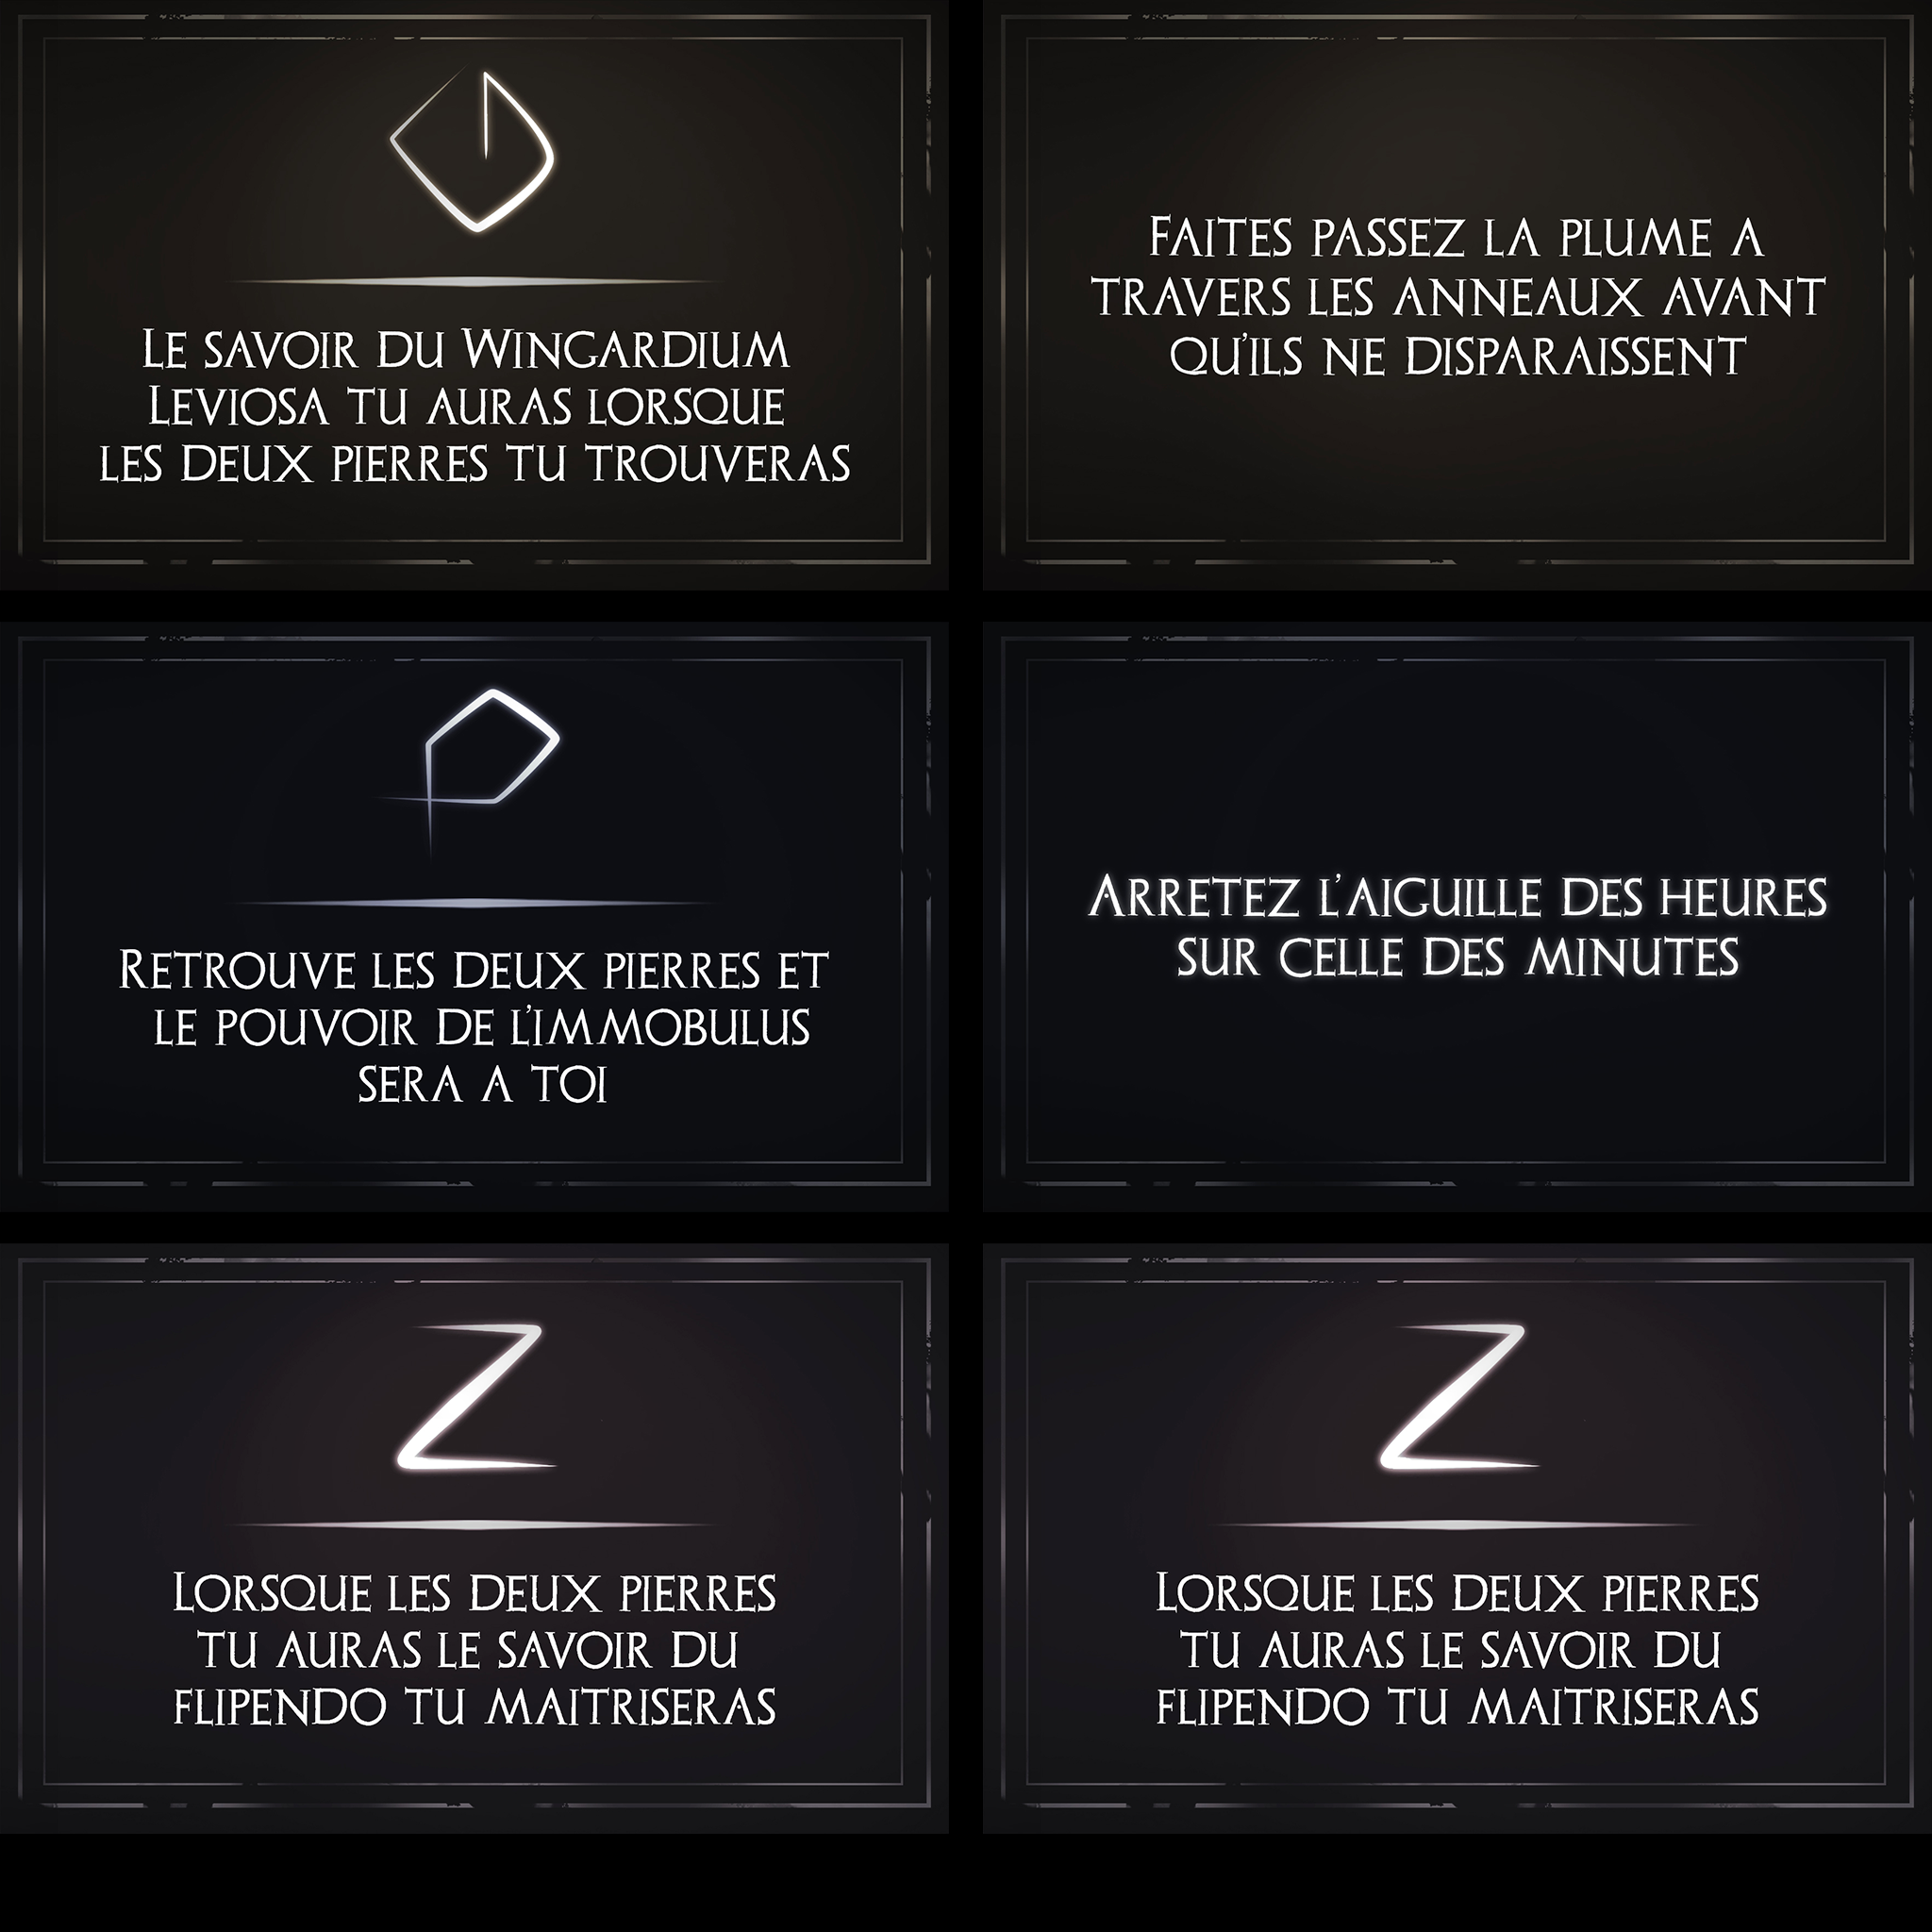 Le savoir du Wingardium
Leviosa tu auras lorsque
les deux pierres tu trouveras
Faites passez la plume a
travers les anneaux avant
qu'ils ne disparaissent
Retrouve les deux pierres et
le pouvoir de l'immobulus
sera a toi
Arretez l'aiguille des heures
sur celle des minutes
Lorsque les deux pierres
tu auras le savoir du
flipendo tu maitriseras
Lorsque les deux pierres
tu auras le savoir du
flipendo tu maitriseras